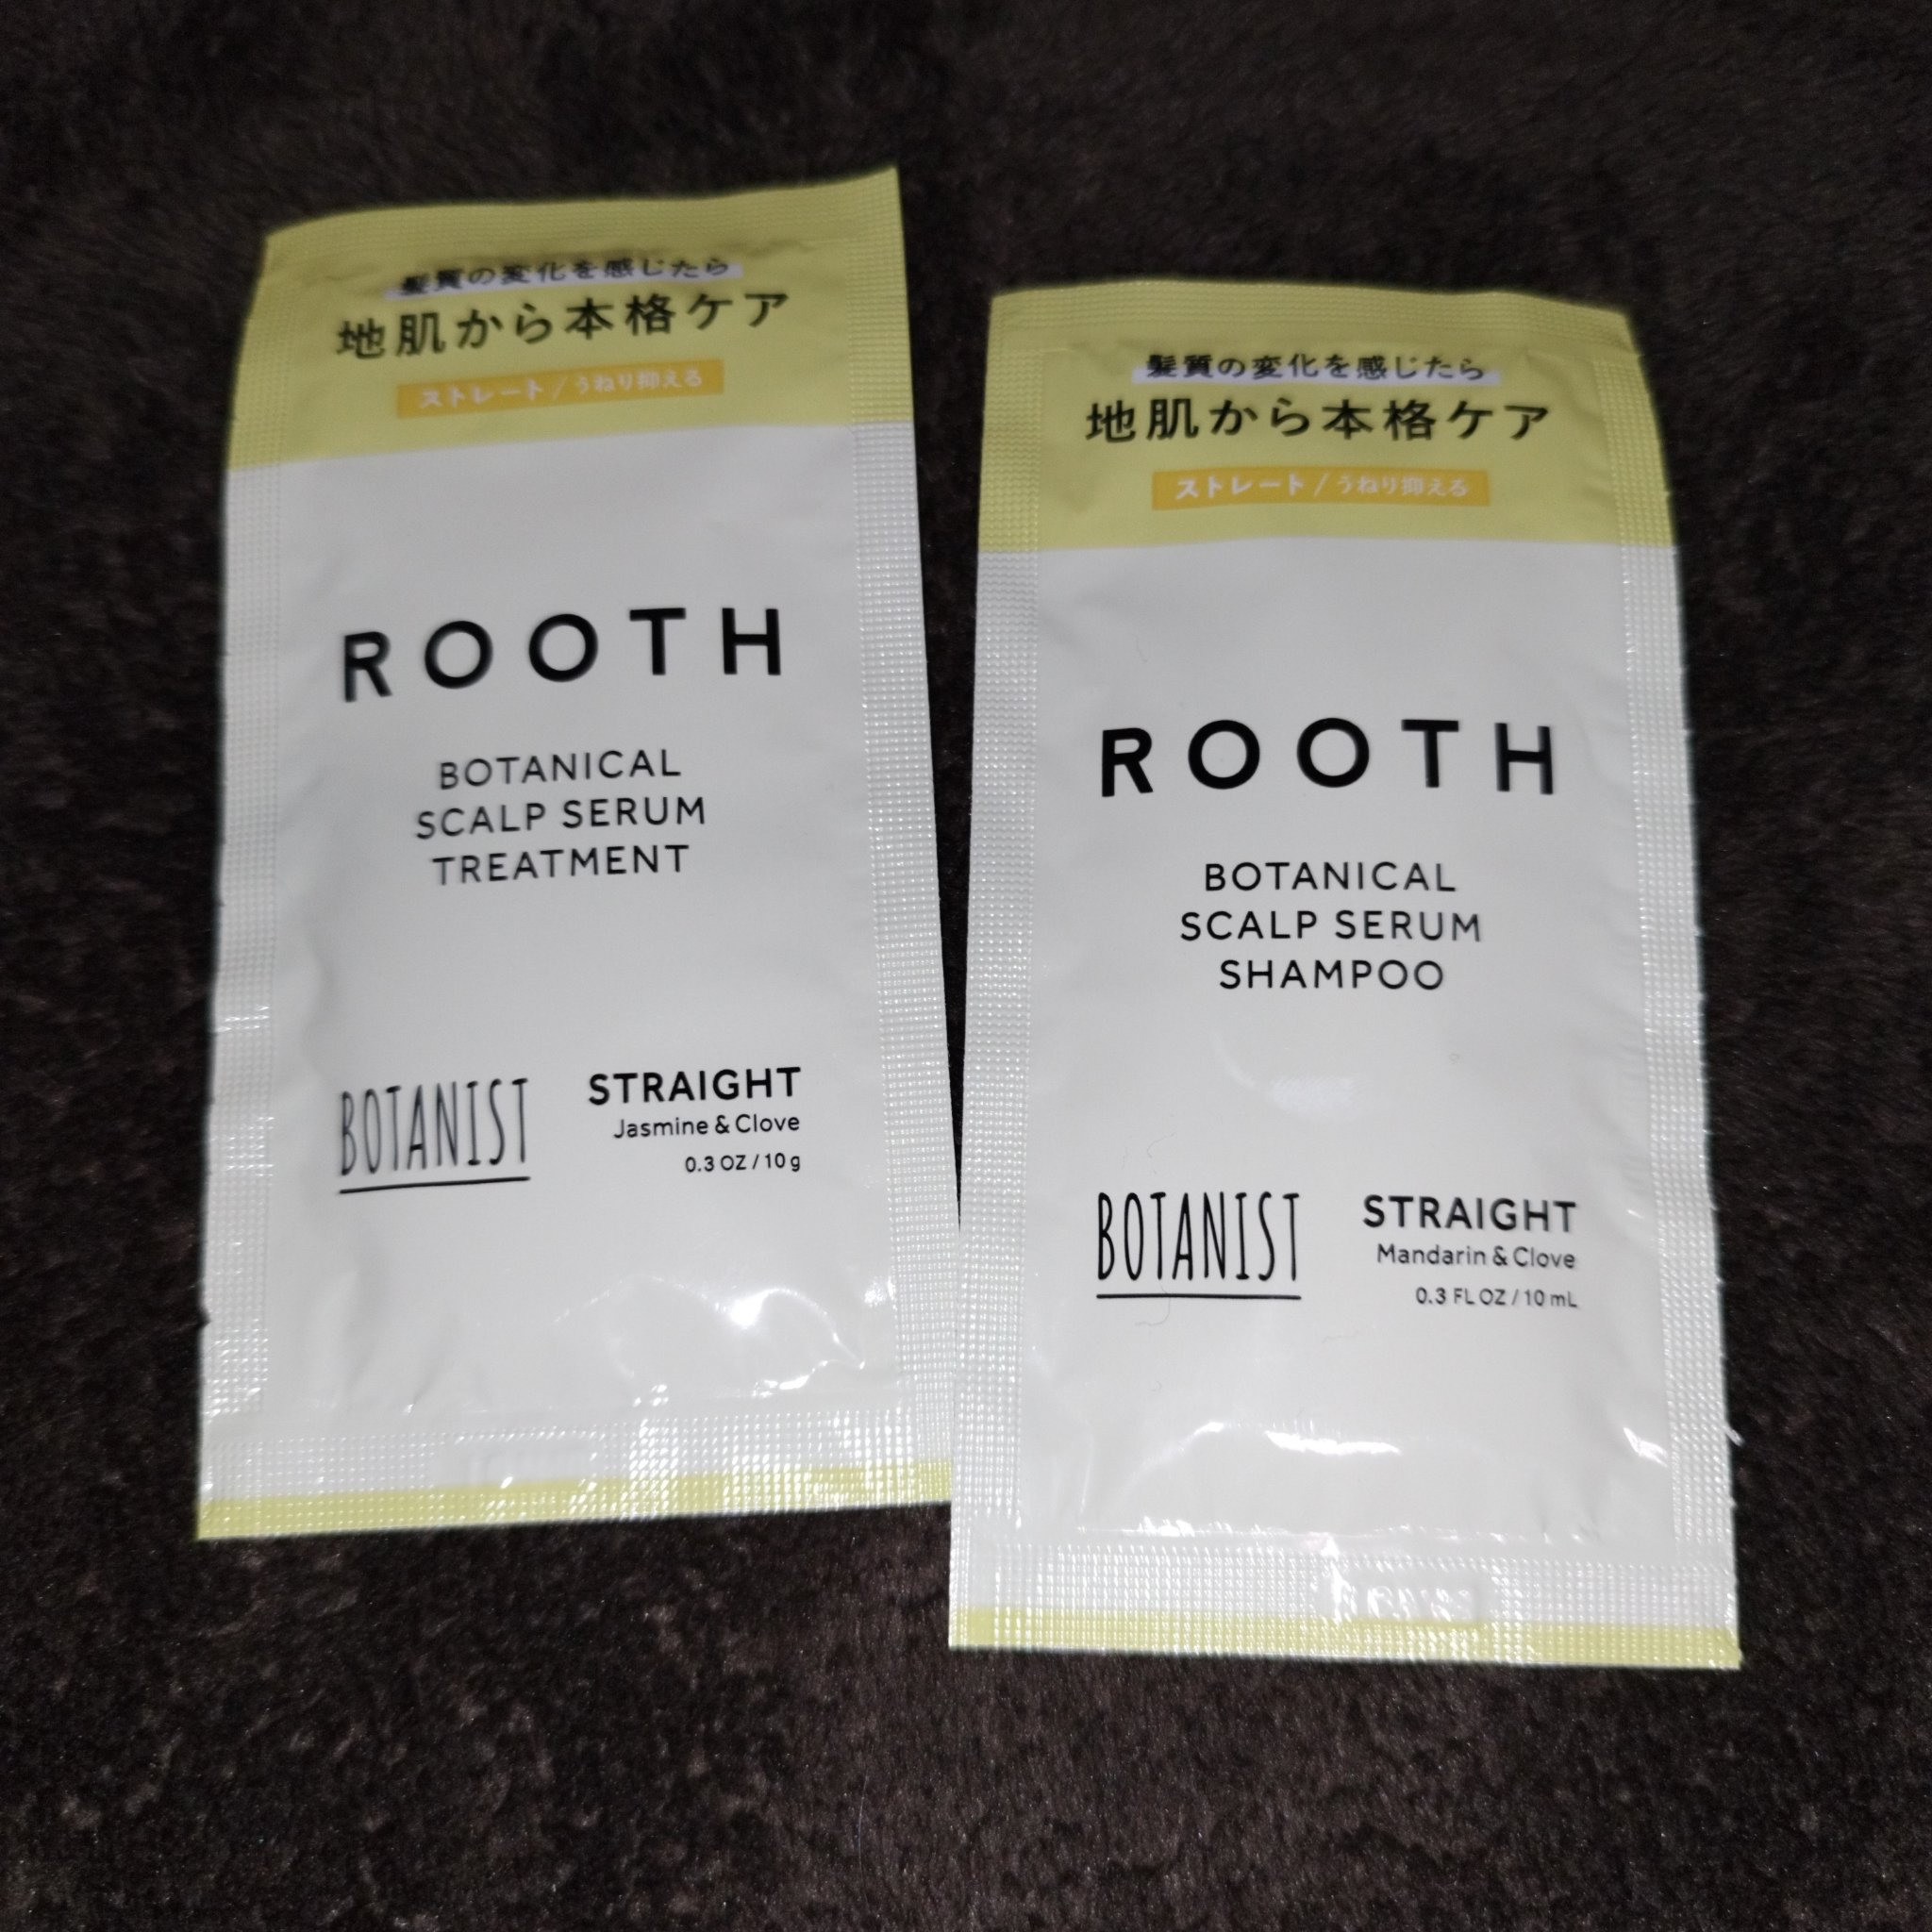 髪質の変化を感じたら
地肌から本格ケア
ストレート/うねり抑える
ROOTH
BOTANICAL
SCALP SERUM
TREATMENT
BOTANIST
STRAIGHT
Jasmine & Clove
0.3 OZ / 10 g
髪質の変化を感じたら
地肌から本格ケア
ストレート/うねり抑える
ROOTH
BOTANICAL
SCALP SERUM
SHAMPOO
BOTANIST
STRAIGHT
Mandarin & Clove
0.3 FL OZ / 10 mL